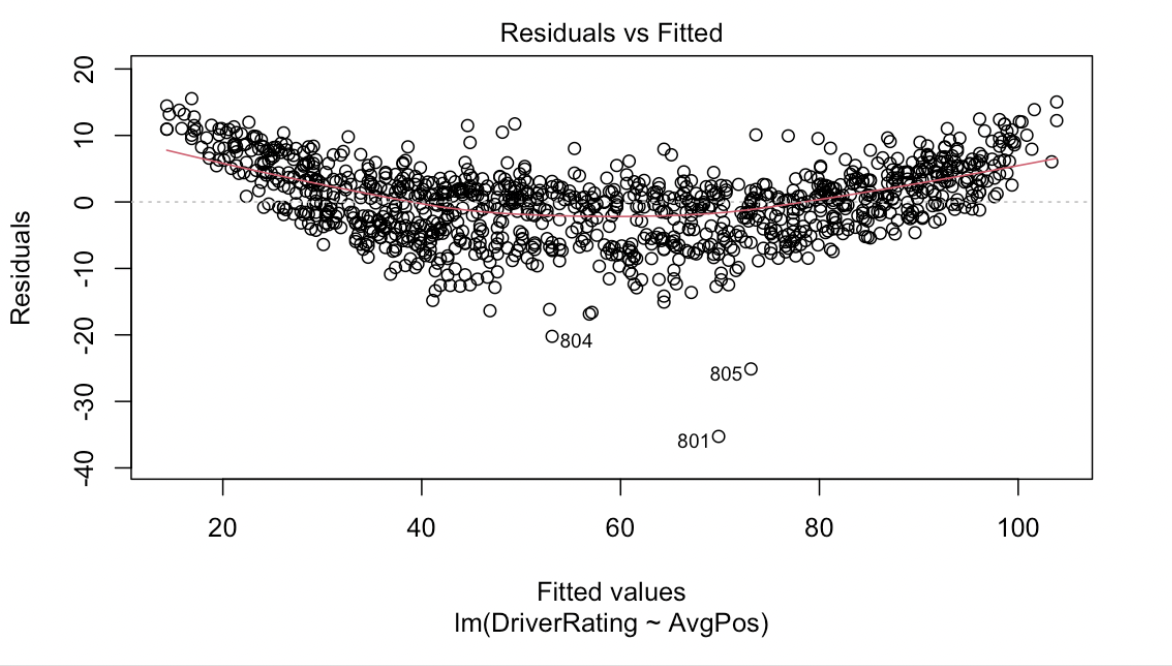 Residuals vs Fitted
20
10
0
-10
-20
-30
-40
Residuals
804
805
801
20 40 60 80 100
Fitted values
lm(DriverRating ~ AvgPos)